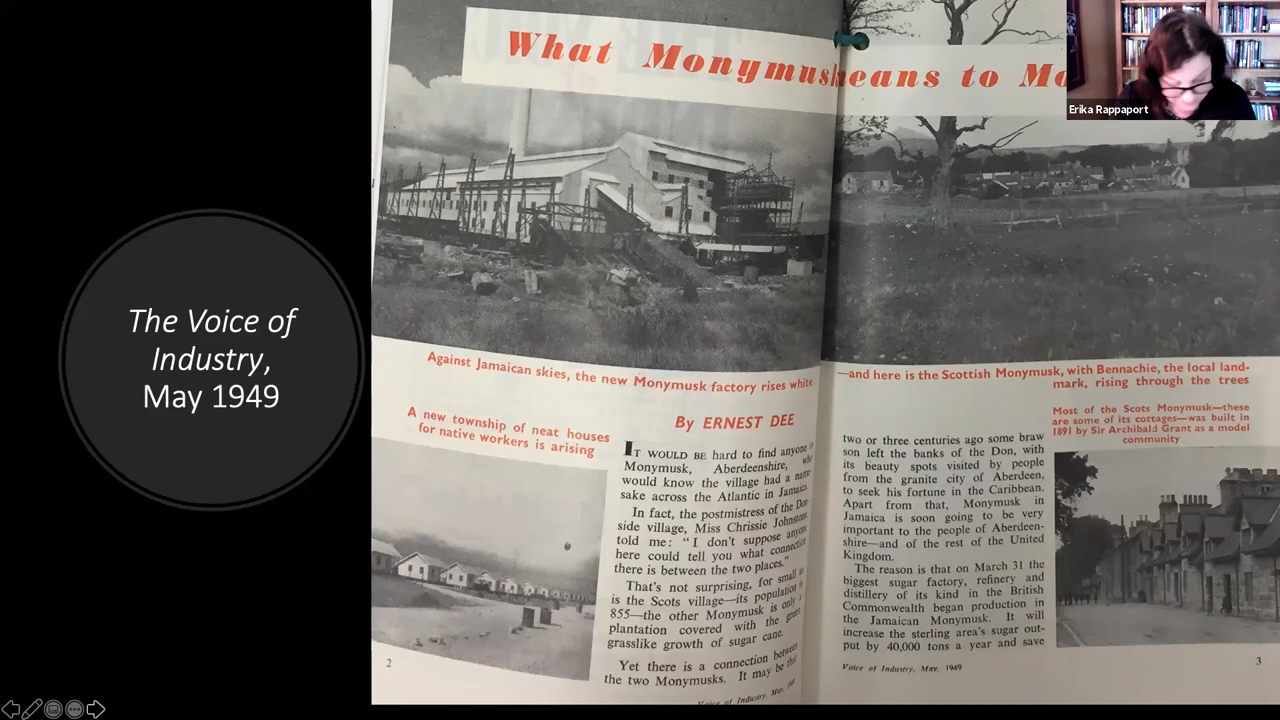 The Voice of
Industry,
May 1949
What Monymusk
eans to Mo
Erika Rappaport
Against Jamaican skies, the new Monymusk factory rises white
—and here is the Scottish Monymusk, with Bennachie, the local land-
mark, rising through the trees
A new township of neat houses
for native workers is arising
By ERNEST DEE
IT WOULD BE hard to find anyone
Monymusk, Aberdeenshire, who
would know the village had a name-
sake across the Atlantic in Jamaica.
In fact, the postmistress of the Don-
side village, Miss Chrissie Johnstone,
told me: "I don't suppose anyone
here could tell you what connection
there is between the two places."
That's not surprising, for small as
is the Scots village—its population is
855—the other Monymusk is only a
plantation covered with the green
grasslike growth of sugar cane.
Yet there is a connection between
the two Monymusks. It may be that
2
Voice of Industry, May, 1949
two or three centuries ago some braw
son left the banks of the Don, with
its beauty spots visited by people
from the granite city of Aberdeen,
to seek his fortune in the Caribbean.
Apart from that, Monymusk in
Jamaica is soon going to be very
important to the people of Aberdeen-
shire—and of the rest of the United
Kingdom.
The reason is that on March 31 the
biggest sugar factory, refinery and
distillery of its kind in the British
Commonwealth began production in
the Jamaican Monymusk. It will
increase the sterling area's sugar out-
put by 40,000 tons a year and save
Voice of Industry, May, 1949
Most of the Scots Monymusk—these
are some of its cottages—was built in
1891 by Sir Archibald Grant as a model
community
3